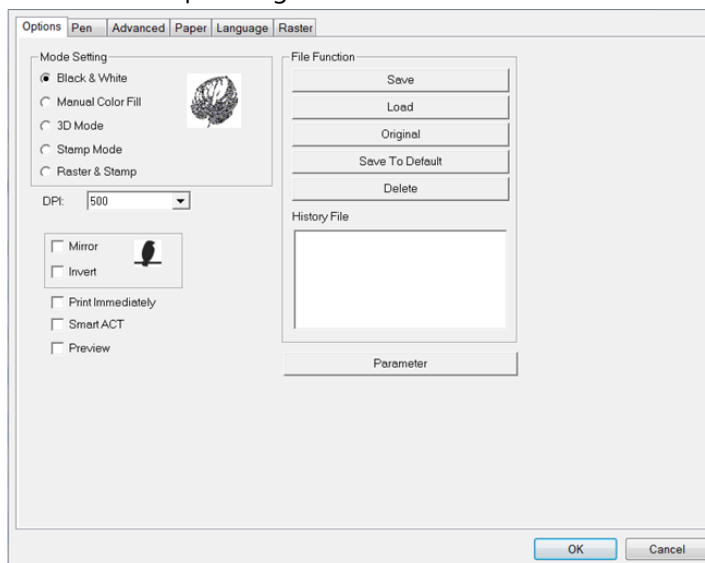 Options Pen Advanced Paper Language Raster
Mode Setting
Black & White
Manual Color Fill
3D Mode
Stamp Mode
Raster & Stamp
DPI: 500
Mirror
Invert
Print Immediately
Smart ACT
Preview
File Function
Save
Load
Original
Save To Default
Delete
History File
Parameter
OK Cancel